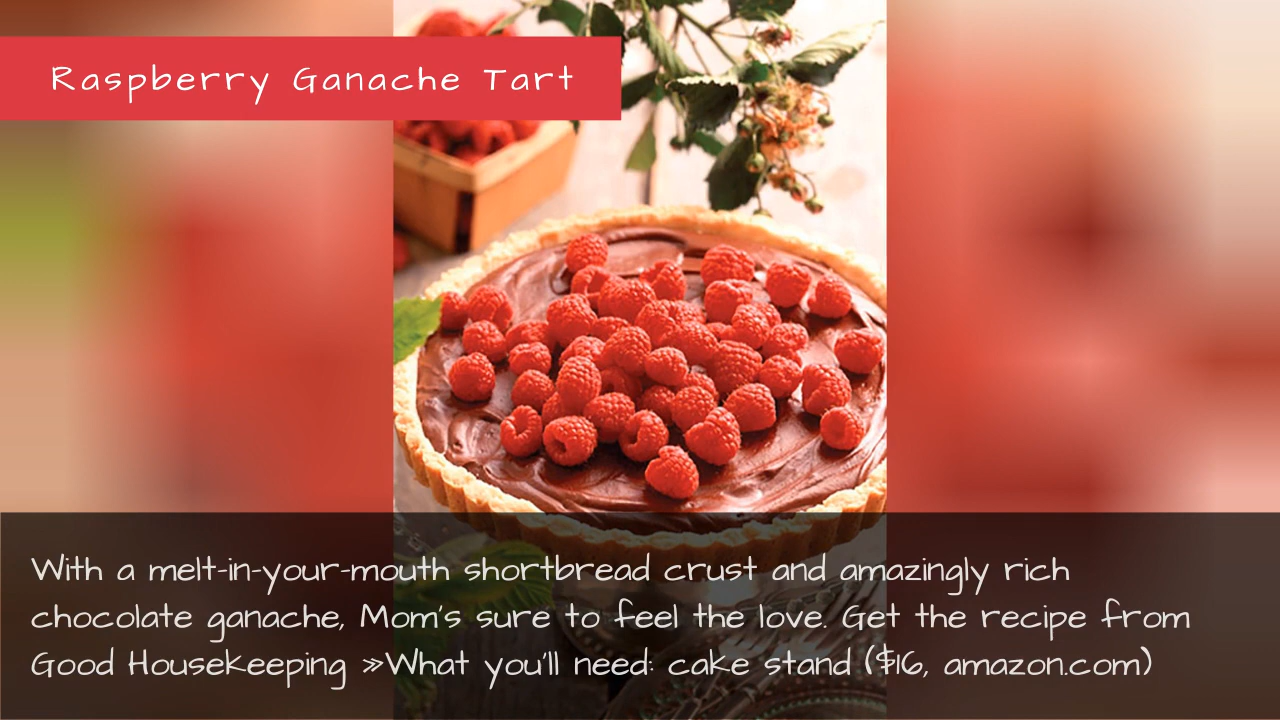 Raspberry Ganache Tart
With a melt-in-your-mouth shortbread crust and amazingly rich
chocolate ganache, Mom's sure to feel the love. Get the recipe from
Good Housekeeping »What you'll need: cake stand ($16, amazon.com)